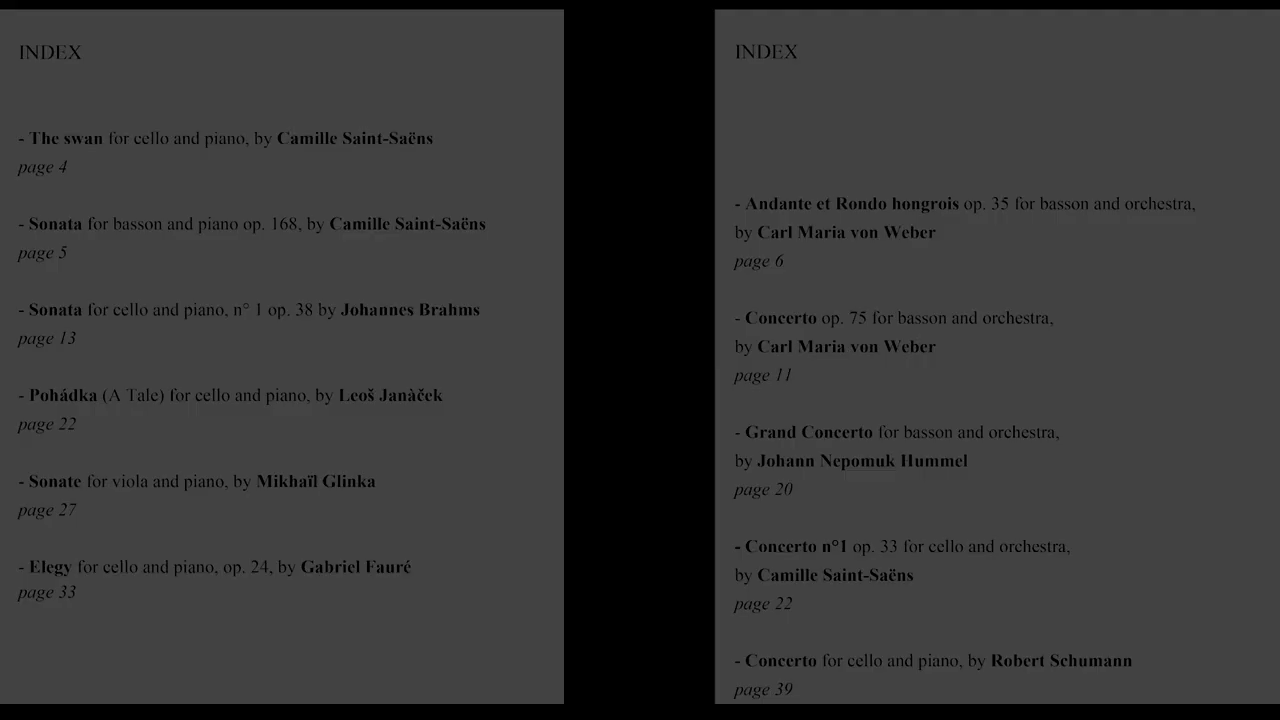 INDEX
- The swan for cello and piano, by Camille Saint-Saëns
page 4
- Sonata for basson and piano op. 168, by Camille Saint-Saëns
page 5
- Sonata for cello and piano, n° 1 op. 38 by Johannes Brahms
page 13
- Pohádka (A Tale) for cello and piano, by Leoš Janàček
page 22
- Sonate for viola and piano, by Mikhaïl Glinka
page 27
- Elegy for cello and piano, op. 24, by Gabriel Fauré
page 33
INDEX
- Andante et Rondo hongrois op. 35 for basson and orchestra,
by Carl Maria von Weber
page 6
- Concerto op. 75 for basson and orchestra,
by Carl Maria von Weber
page 11
- Grand Concerto for basson and orchestra,
by Johann Nepomuk Hummel
page 20
- Concerto n°1 op. 33 for cello and orchestra,
by Camille Saint-Saëns
page 22
- Concerto for cello and piano, by Robert Schumann
page 39